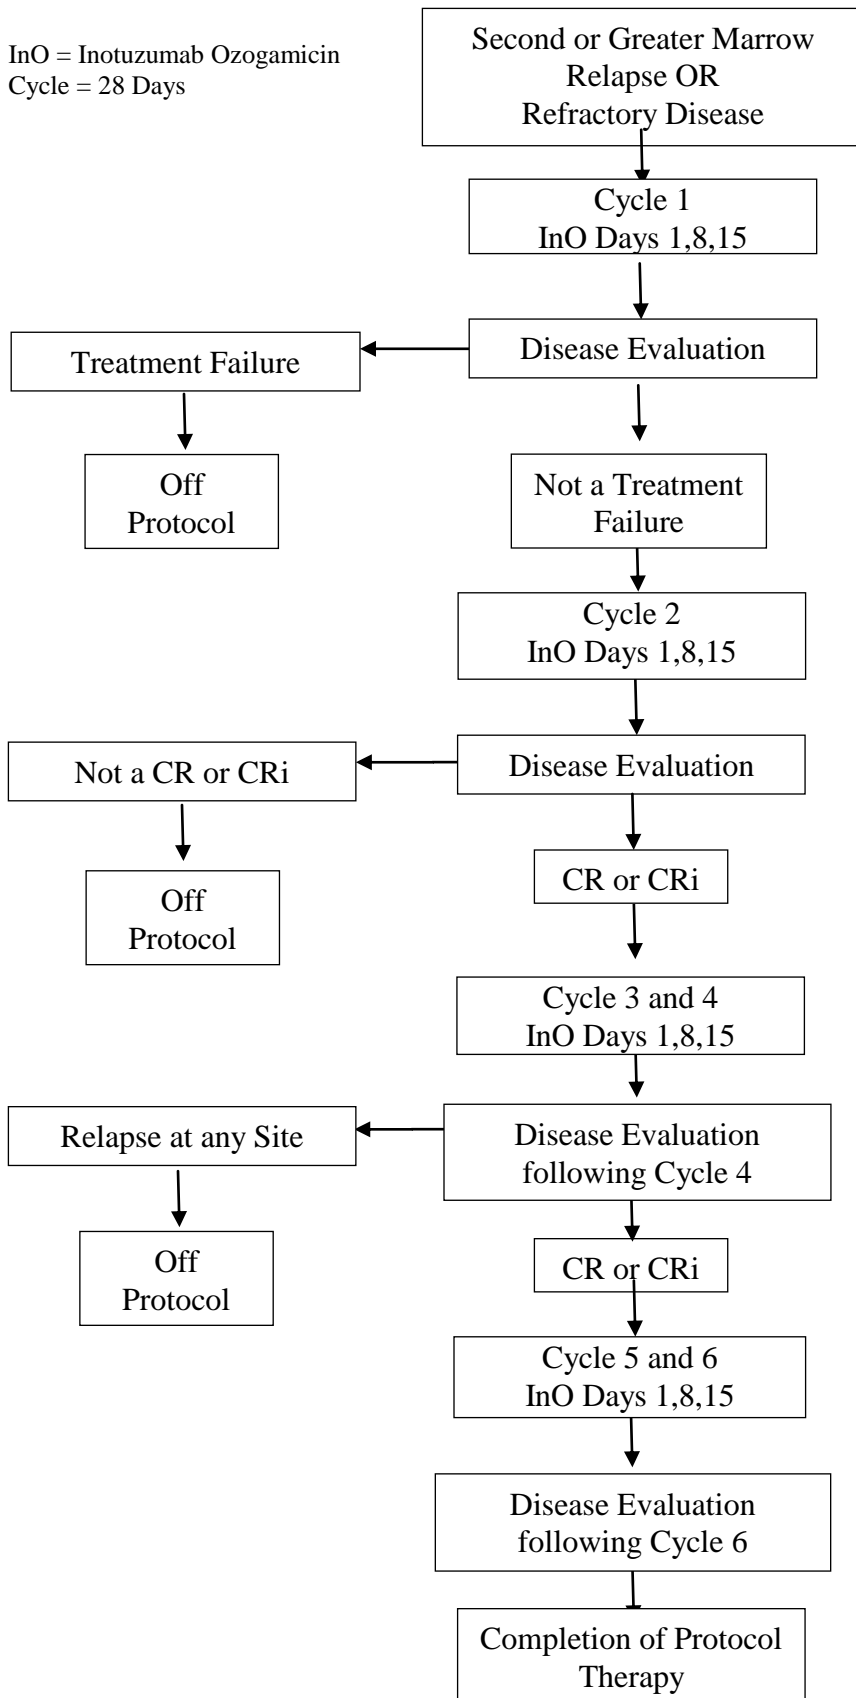 InO = Inotuzumab Ozogamicin
Cycle = 28 Days
Second or Greater Marrow
Relapse OR
Refractory Disease
Cycle 1
InO Days 1,8,15
Disease Evaluation
Treatment Failure
Off
Protocol
Not a Treatment
Failure
Cycle 2
InO Days 1,8,15
Disease Evaluation
Not a CR or CRi
Off
Protocol
CR or CRi
Cycle 3 and 4
InO Days 1,8,15
Disease Evaluation
following Cycle 4
Relapse at any Site
Off
Protocol
CR or CRi
Cycle 5 and 6
InO Days 1,8,15
Disease Evaluation
following Cycle 6
Completion of Protocol
Therapy